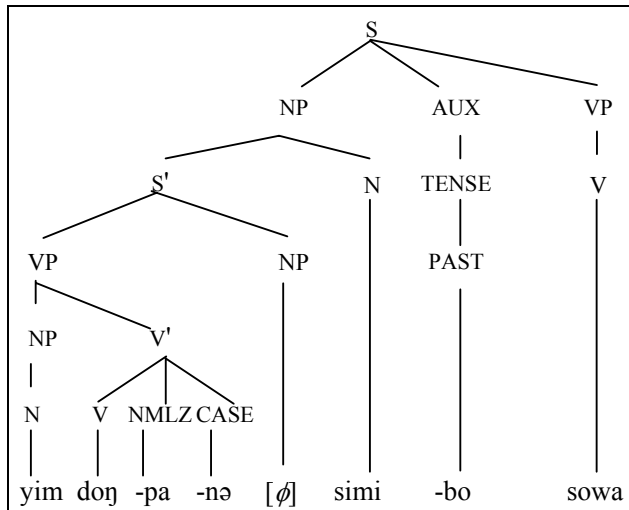 S
NP AUX VP
S' N TENSE V
VP NP PAST
NP V'
N V NMLZ CASE
yim doŋ -pa -nə [ϕ] simi -bo sowa